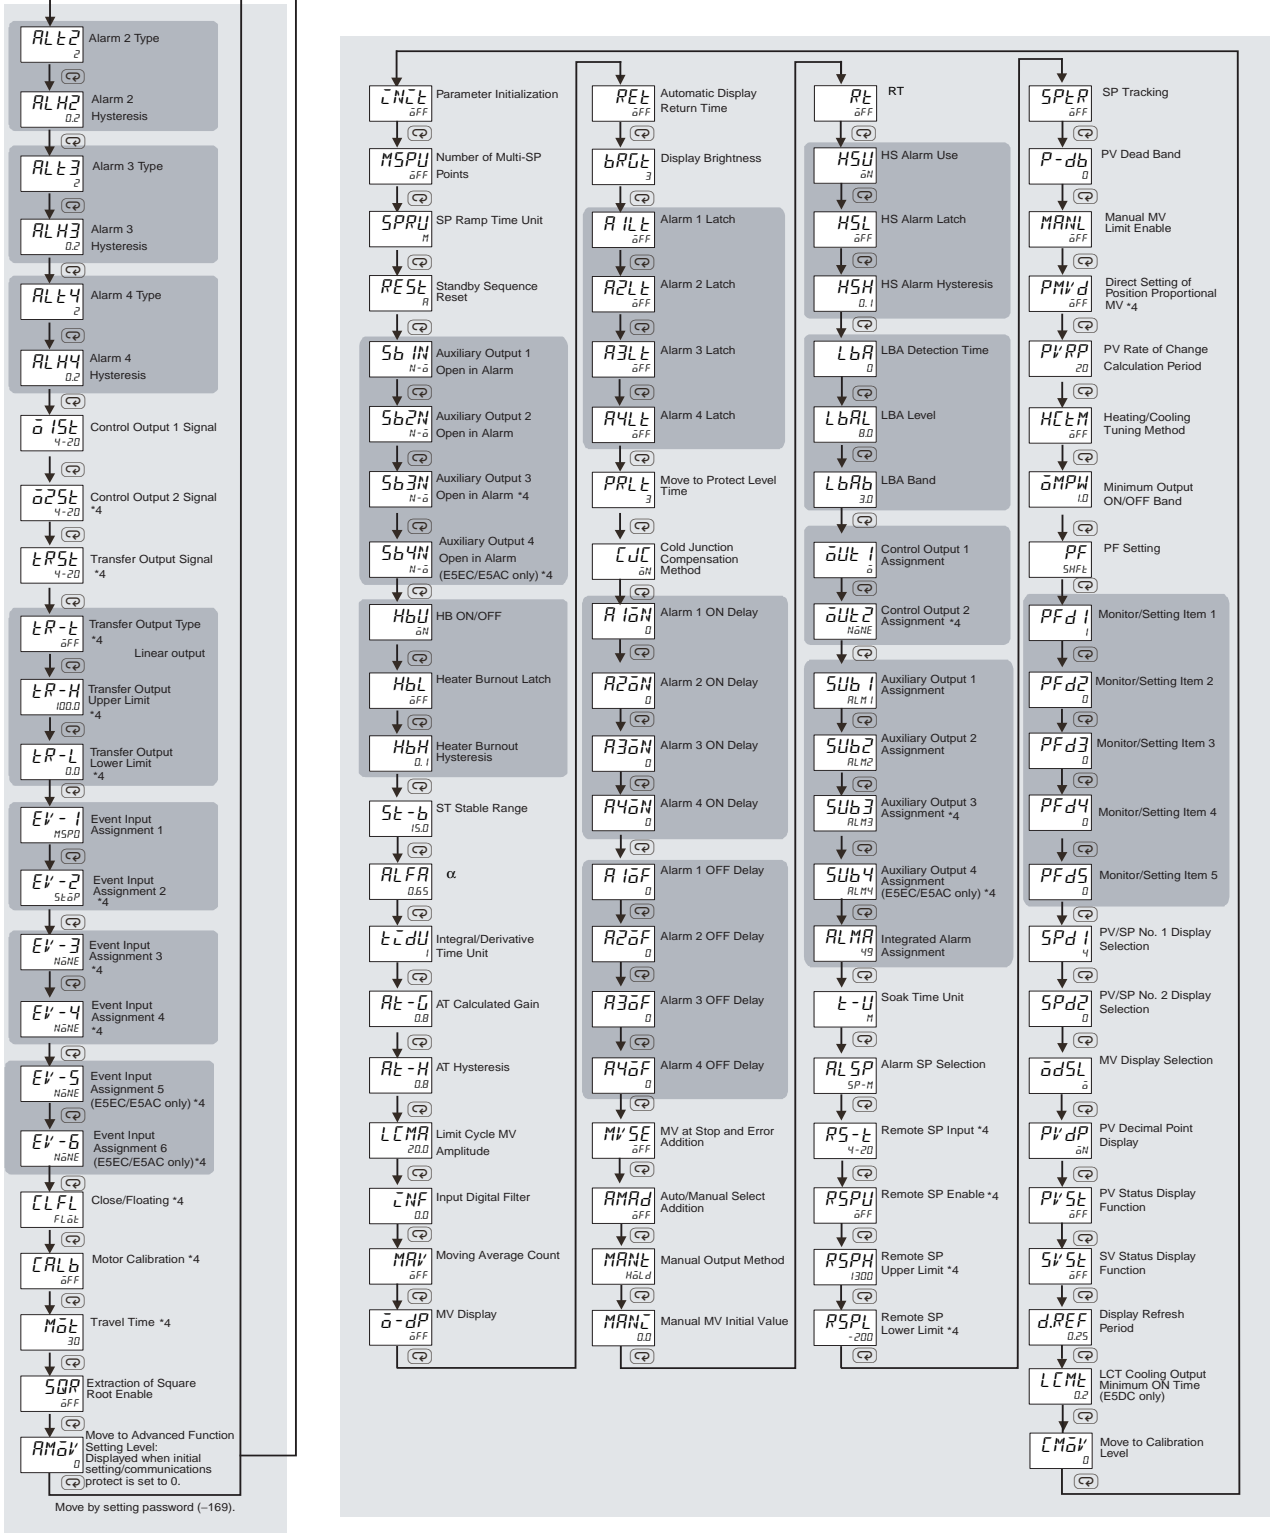 ALt2
2
Alarm 2 Type
ALH2
0.2
Alarm 2
Hysteresis
ALt3
2
Alarm 3 Type
ALH3
0.2
Alarm 3
Hysteresis
ALt4
2
Alarm 4 Type
ALH4
0.2
Alarm 4
Hysteresis
o1St
4-20
Control Output 1 Signal
o2St
4-20
Control Output 2 Signal
*4
tRSt
4-20
Transfer Output Signal
*4
tR-t
oFF
Transfer Output Type
*4
Linear output
tR-H
100.0
Transfer Output
Upper Limit
*4
tR-L
0.0
Transfer Output
Lower Limit
*4
EV-1
MSP0
Event Input
Assignment 1
EV-2
StoP
Event Input
Assignment 2
*4
EV-3
NoNE
Event Input
Assignment 3
*4
EV-4
NoNE
Event Input
Assignment 4
*4
EV-5
NoNE
Event Input
Assignment 5
(E5EC/E5AC only) *4
EV-6
NoNE
Event Input
Assignment 6
(E5EC/E5AC only)*4
CLFL
FLot
Close/Floating *4
CALb
oFF
Motor Calibration *4
Mot
30
Travel Time *4
SQR
oFF
Extraction of Square
Root Enable
AMoV
0
Move to Advanced Function
Setting Level:
Displayed when initial
setting/communications
protect is set to 0.
Move by setting password (−169).
INIt
oFF
Parameter Initialization
MSPU
oFF
Number of Multi-SP
Points
SPRU
M
SP Ramp Time Unit
RESt
A
Standby Sequence
Reset
Sb1N
N-o
Auxiliary Output 1
Open in Alarm
Sb2N
N-o
Auxiliary Output 2
Open in Alarm
Sb3N
N-o
Auxiliary Output 3
Open in Alarm *4
Sb4N
N-o
Auxiliary Output 4
Open in Alarm
(E5EC/E5AC only) *4
HbU
oN
HB ON/OFF
HbL
oFF
Heater Burnout Latch
HbH
0.1
Heater Burnout
Hysteresis
St-b
15.0
ST Stable Range
ALFA
0.65
α
tIdU
1
Integral/Derivative
Time Unit
At-G
0.8
AT Calculated Gain
At-H
0.8
AT Hysteresis
LCMA
20.0
Limit Cycle MV
Amplitude
INF
0.0
Input Digital Filter
MAV
oFF
Moving Average Count
o-dP
oFF
MV Display
REt
oFF
Automatic Display
Return Time
bRGt
3
Display Brightness
A1Lt
oFF
Alarm 1 Latch
A2Lt
oFF
Alarm 2 Latch
A3Lt
oFF
Alarm 3 Latch
A4Lt
oFF
Alarm 4 Latch
PRLt
3
Move to Protect Level
Time
CJC
oN
Cold Junction
Compensation
Method
A1oN
0
Alarm 1 ON Delay
A2oN
0
Alarm 2 ON Delay
A3oN
0
Alarm 3 ON Delay
A4oN
0
Alarm 4 ON Delay
A1oF
0
Alarm 1 OFF Delay
A2oF
0
Alarm 2 OFF Delay
A3oF
0
Alarm 3 OFF Delay
A4oF
0
Alarm 4 OFF Delay
MVSE
oFF
MV at Stop and Error
Addition
AMAd
oFF
Auto/Manual Select
Addition
MANt
HoLd
Manual Output Method
MANI
0.0
Manual MV Initial Value
Rt
oFF
RT
HSU
oN
HS Alarm Use
HSL
oFF
HS Alarm Latch
HSH
0.1
HS Alarm Hysteresis
LbA
0
LBA Detection Time
LbAL
8.0
LBA Level
LbAb
3.0
LBA Band
oUt1
o
Control Output 1
Assignment
oUt2
NoNE
Control Output 2
Assignment *4
SUb1
ALM1
Auxiliary Output 1
Assignment
SUb2
ALM2
Auxiliary Output 2
Assignment
SUb3
ALM3
Auxiliary Output 3
Assignment *4
SUb4
ALM4
Auxiliary Output 4
Assignment
(E5EC/E5AC only) *4
ALMA
49
Integrated Alarm
Assignment
t-U
M
Soak Time Unit
ALSP
SP-M
Alarm SP Selection
RS-t
4-20
Remote SP Input *4
RSPU
oFF
Remote SP Enable *4
RSPH
1300
Remote SP
Upper Limit *4
RSPL
-200
Remote SP
Lower Limit *4
SPtR
oFF
SP Tracking
P-db
0
PV Dead Band
MANL
oFF
Manual MV
Limit Enable
PMVd
oFF
Direct Setting of
Position Proportional
MV *4
PVRP
20
PV Rate of Change
Calculation Period
HCtM
oFF
Heating/Cooling
Tuning Method
oMPW
1.0
Minimum Output
ON/OFF Band
PF
SHFt
PF Setting
PFd1
1
Monitor/Setting Item 1
PFd2
0
Monitor/Setting Item 2
PFd3
0
Monitor/Setting Item 3
PFd4
0
Monitor/Setting Item 4
PFd5
0
Monitor/Setting Item 5
SPd1
4
PV/SP No. 1 Display
Selection
SPd2
0
PV/SP No. 2 Display
Selection
odSL
o
MV Display Selection
PVdP
oN
PV Decimal Point
Display
PVSt
oFF
PV Status Display
Function
SVSt
oFF
SV Status Display
Function
d.REF
0.25
Display Refresh
Period
LCMt
0.2
LCT Cooling Output
Minimum ON Time
(E5DC only)
CMoV
0
Move to Calibration
Level